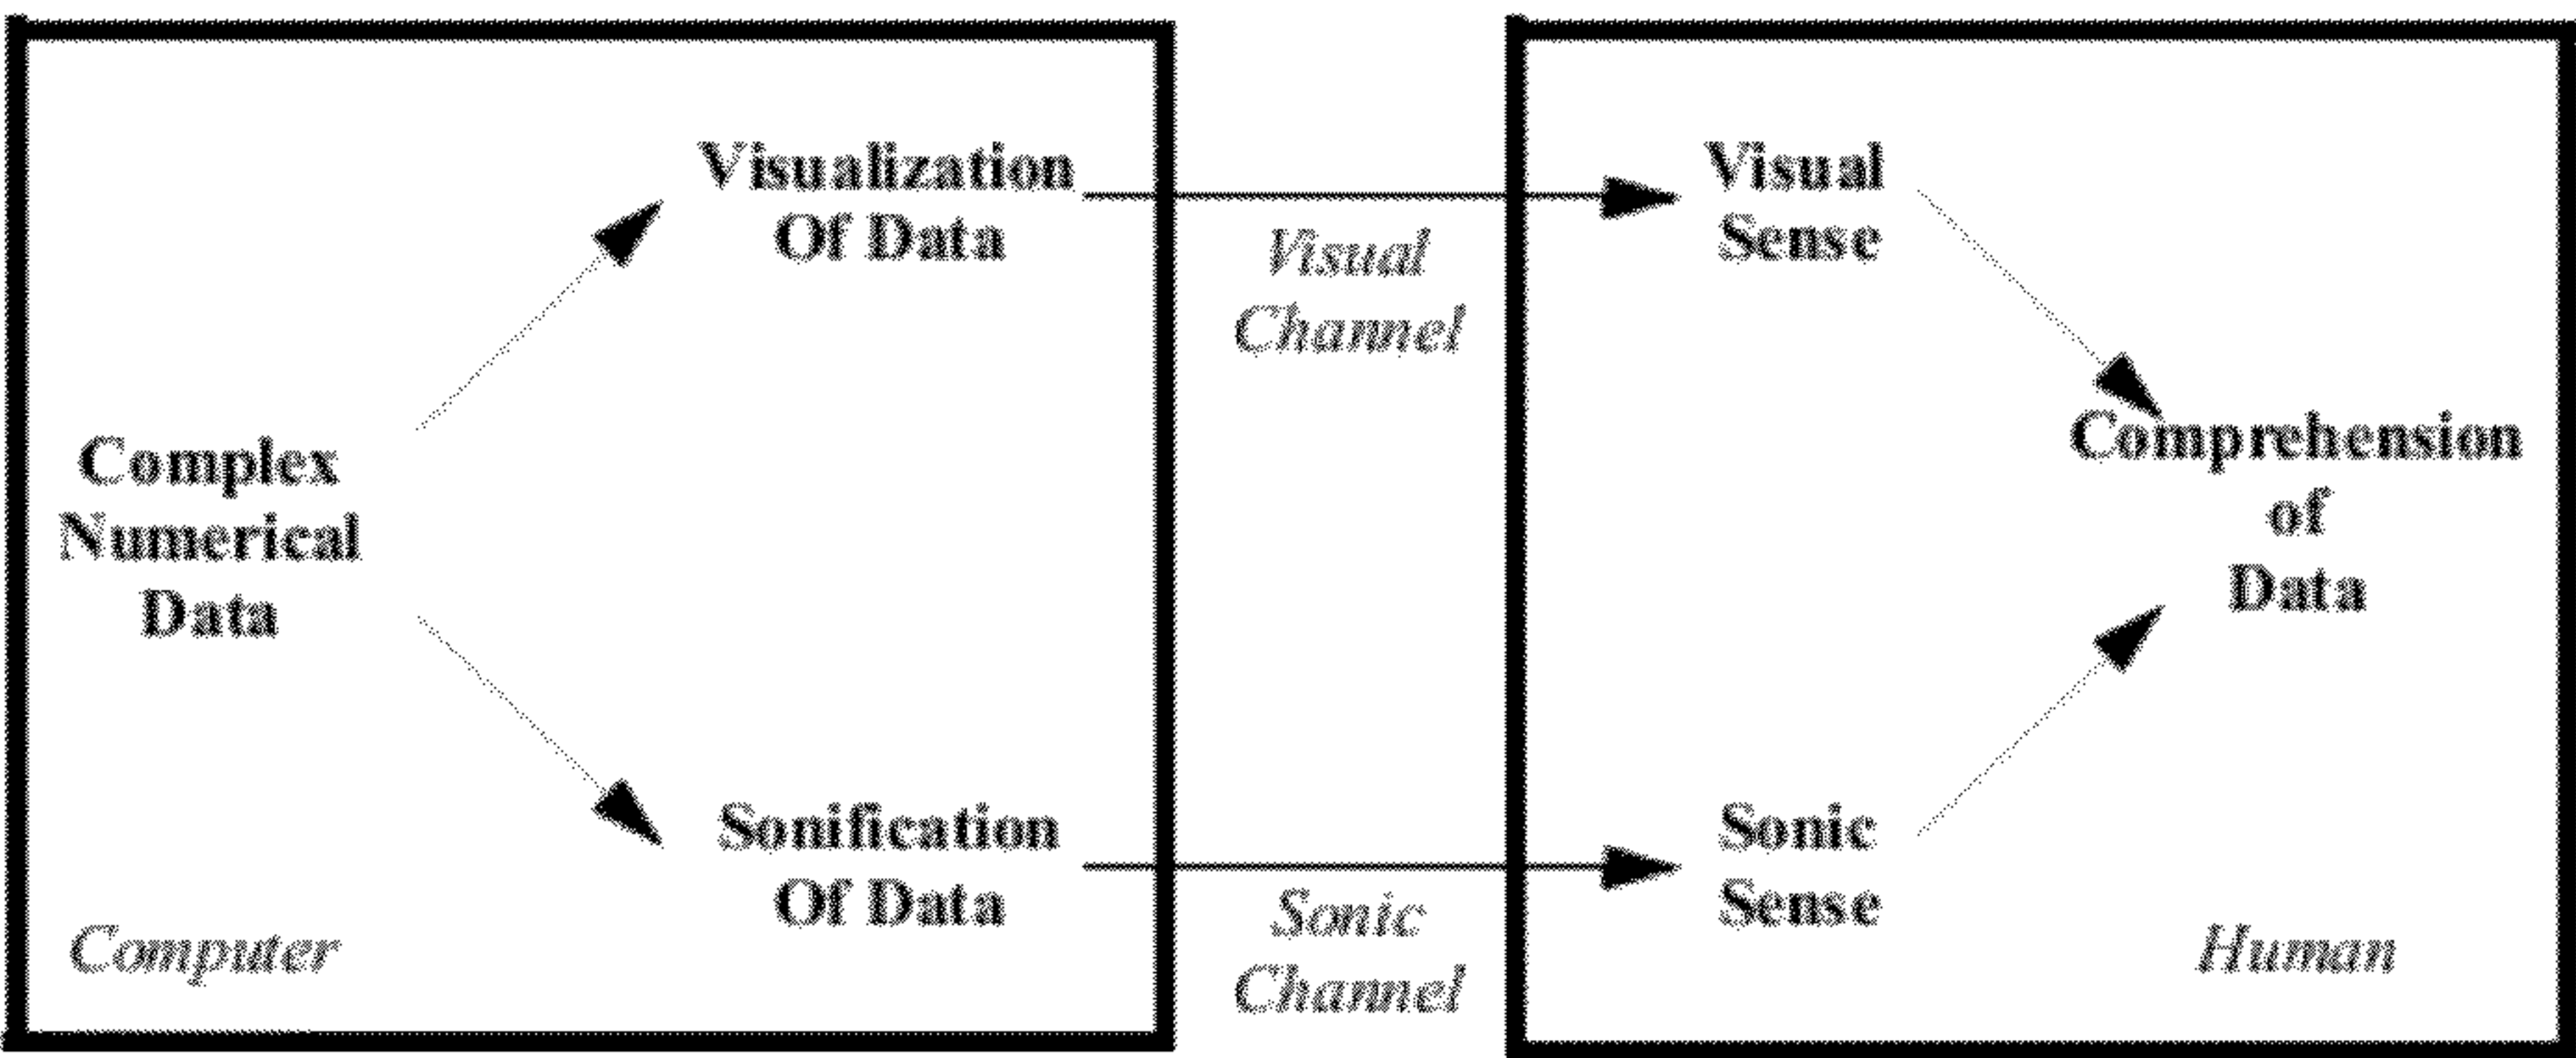 Complex
Numerical
Data
Visualization
Of Data
Sonification
Of Data
Computer
Visual
Channel
Sonic
Channel
Visual
Sense
Sonic
Sense
Comprehension
of
Data
Human